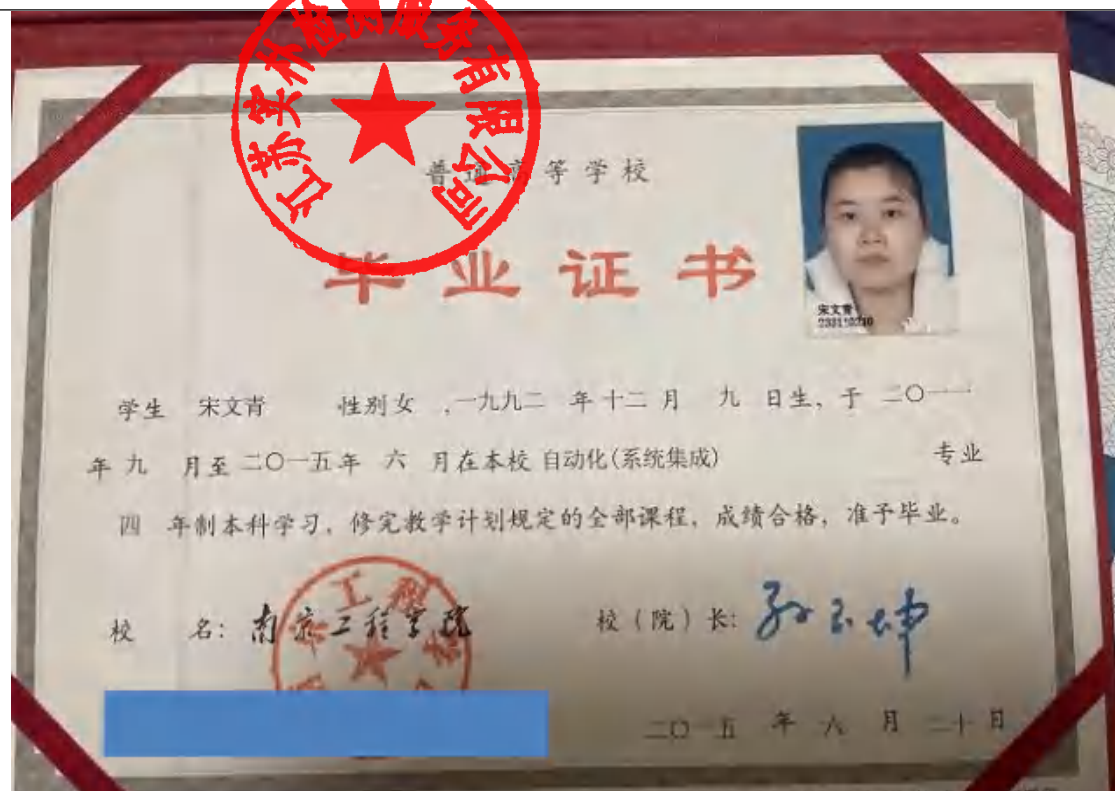 江苏实朴检测服务有限公司
普通高等学校
毕业证书
宋文青
学生 宋文青 性别 女 ，一九九二 年 十二 月 九 日生，于 二〇一一
年 九 月至 二〇一五年 六 月在本校 自动化(系统集成) 专业
四 年制本科学习，修完教学计划规定的全部课程，成绩合格，准予毕业。
校 名：南京工程学院 校（院）长：
二〇一五 年 六 月 二十 日